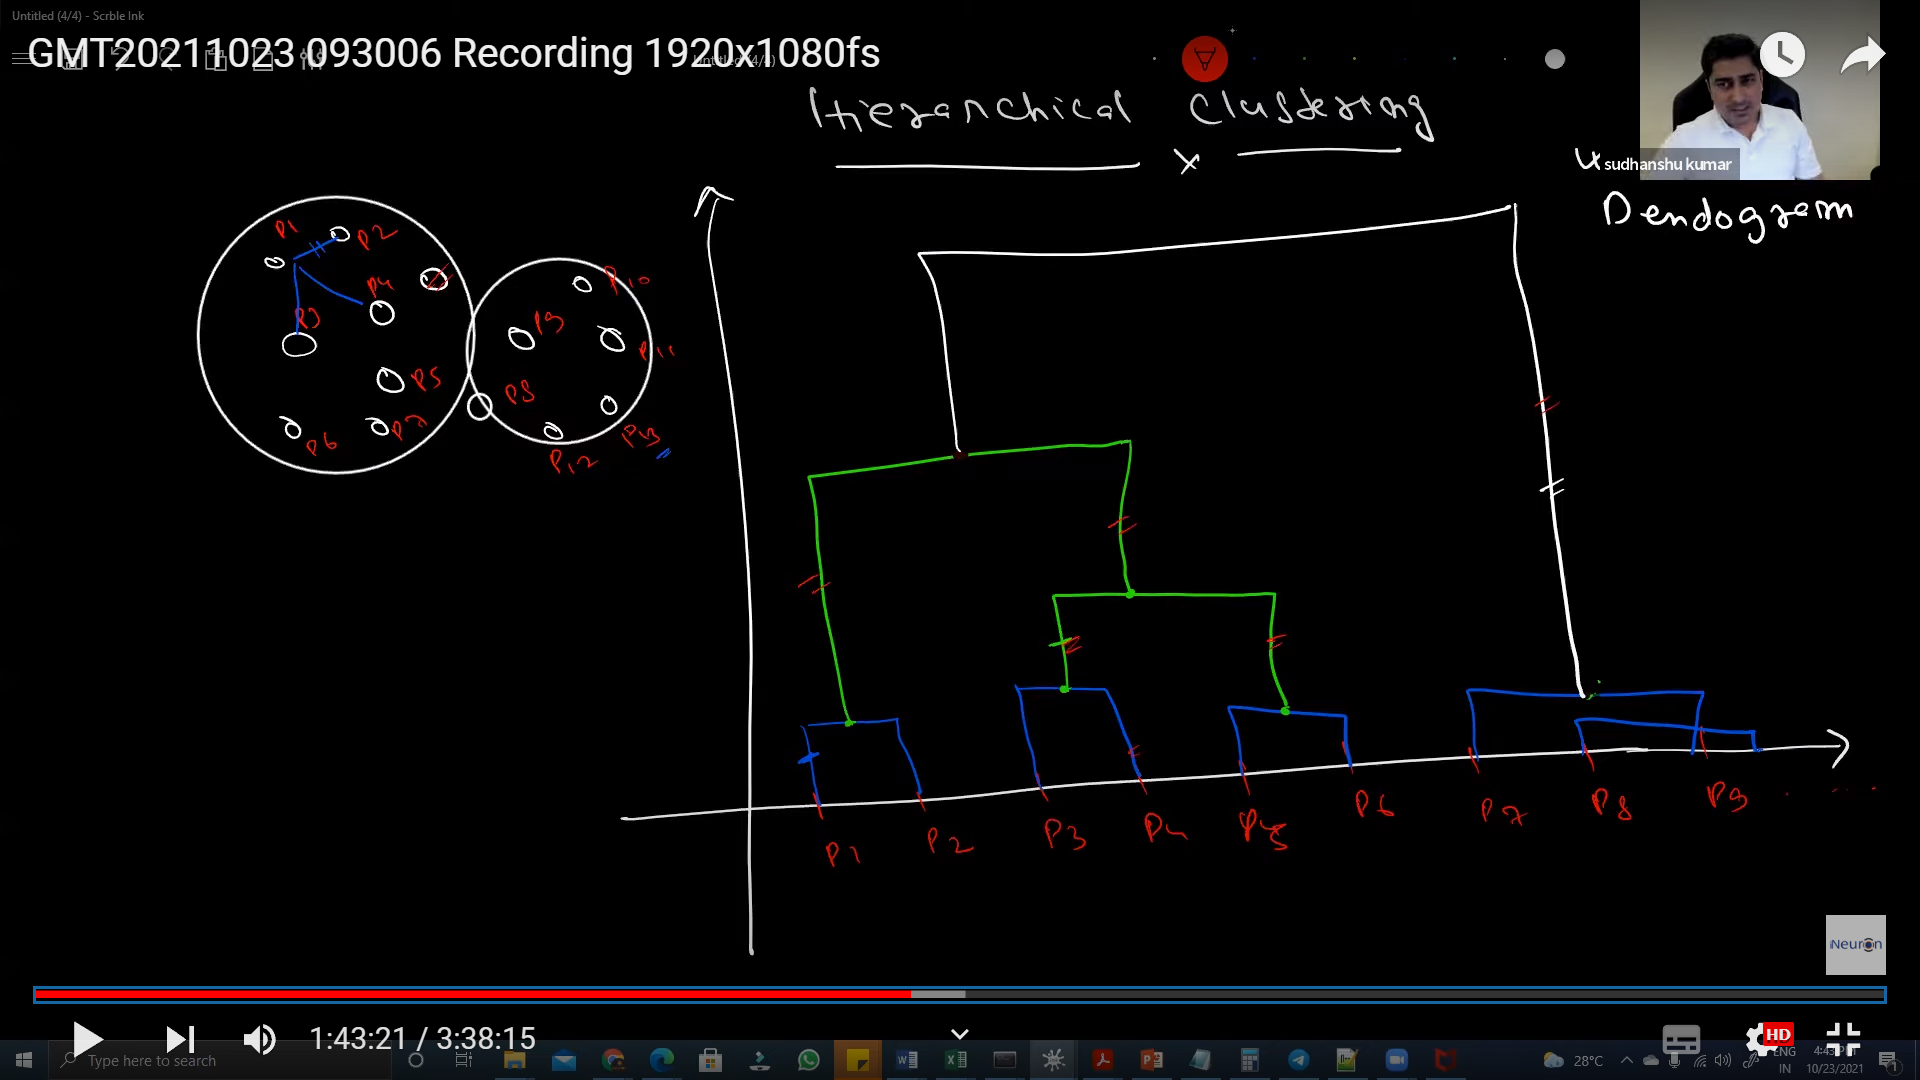 Untitled (4/4) - Scrble Ink
GMT20211023 093006 Recording 1920x1080fs
Hierarchical Clustering
x
sudhanshu kumar
Dendogram
P1
P2
P4
P3
P5
P6
P7
P8
P9
P10
P11
P12
P13
P1
P2
P3
P4
P5
P6
P7
P8
P9 . . . .
iNeuron
1:43:21 / 3:38:15
HD
Type here to search
28°C
ENG
IN
10/23/2021